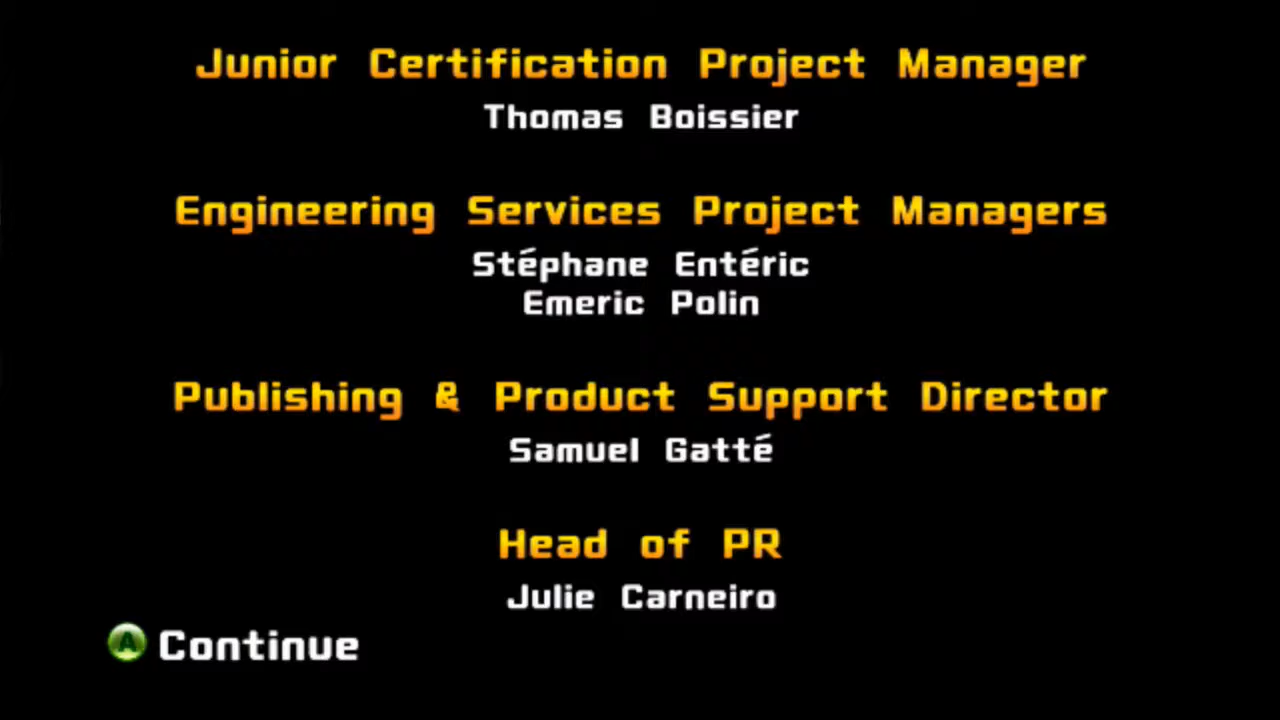 Junior Certification Project Manager
Thomas Boissier
Engineering Services Project Managers
Stéphane Entéric
Emeric Polin
Publishing & Product Support Director
Samuel Gatté
Head of PR
Julie Carneiro
A Continue